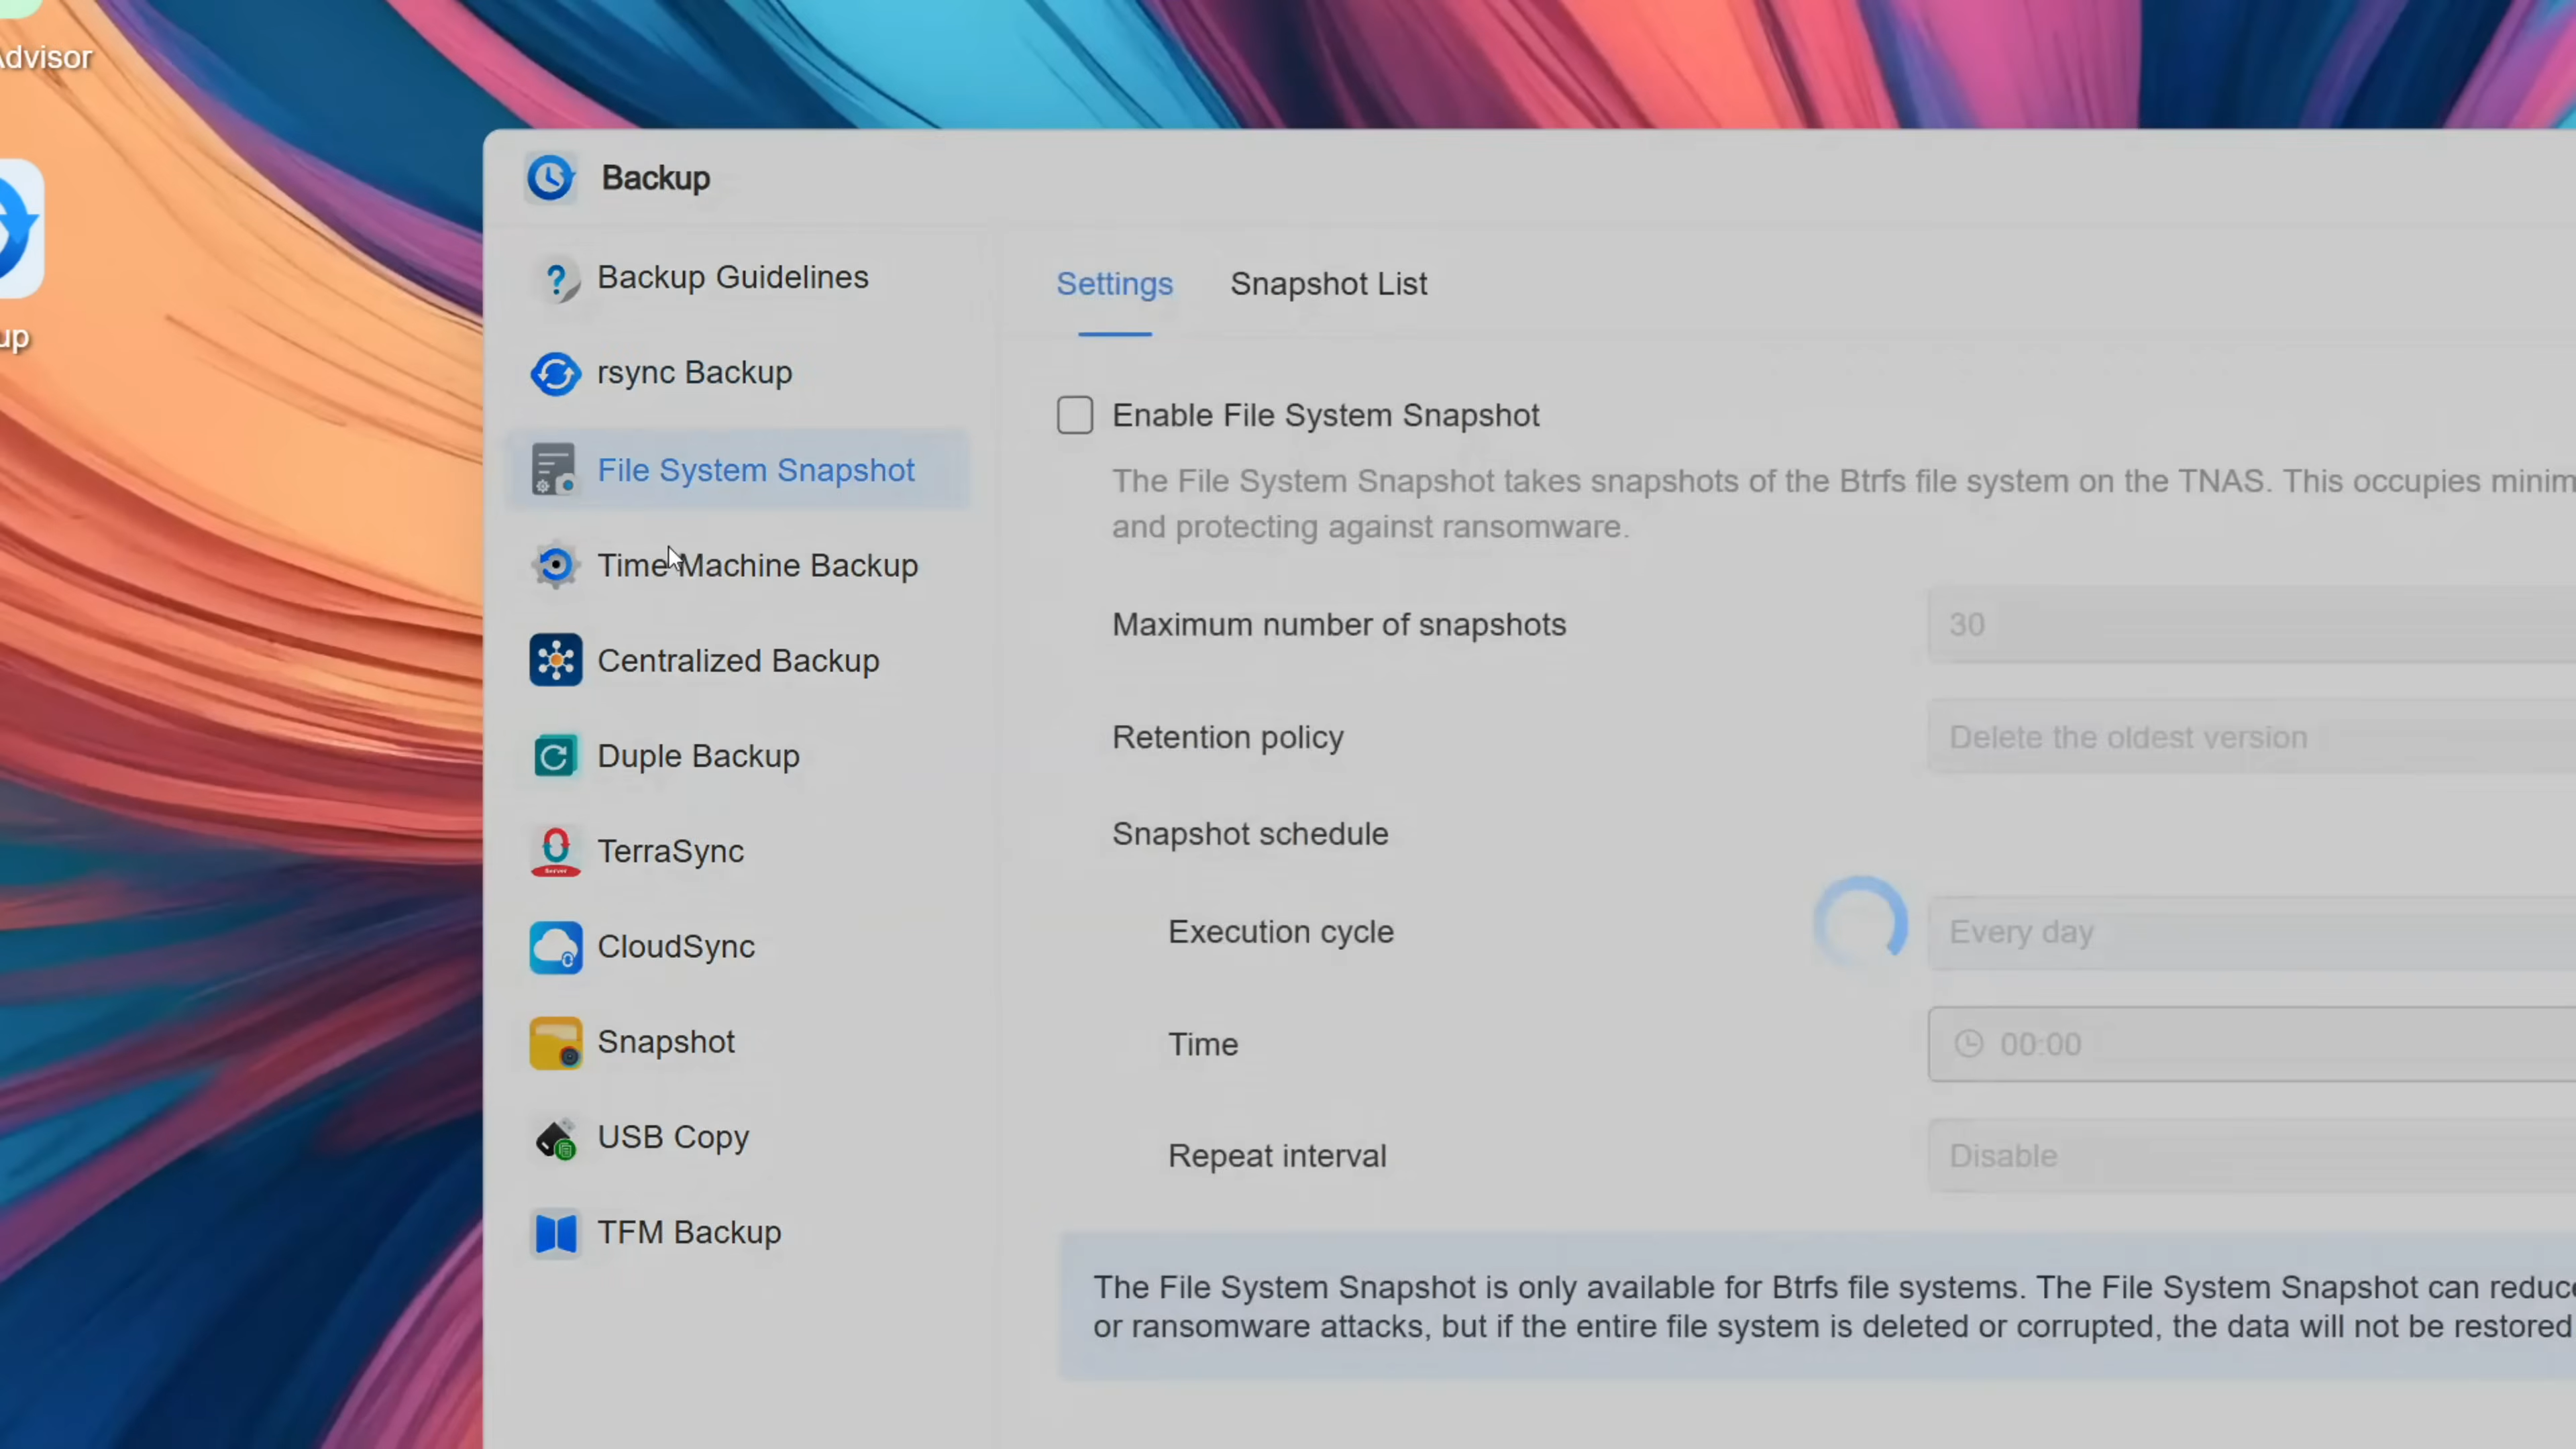 Advisor
up
Backup
Backup Guidelines
rsync Backup
File System Snapshot
Time Machine Backup
Centralized Backup
Duple Backup
TerraSync
Server
CloudSync
Snapshot
USB Copy
TFM Backup
Settings Snapshot List
Enable File System Snapshot
The File System Snapshot takes snapshots of the Btrfs file system on the TNAS. This occupies minim
and protecting against ransomware.
Maximum number of snapshots 30
Retention policy Delete the oldest version
Snapshot schedule
Execution cycle Every day
Time 00:00
Repeat interval Disable
The File System Snapshot is only available for Btrfs file systems. The File System Snapshot can reduce
or ransomware attacks, but if the entire file system is deleted or corrupted, the data will not be restored